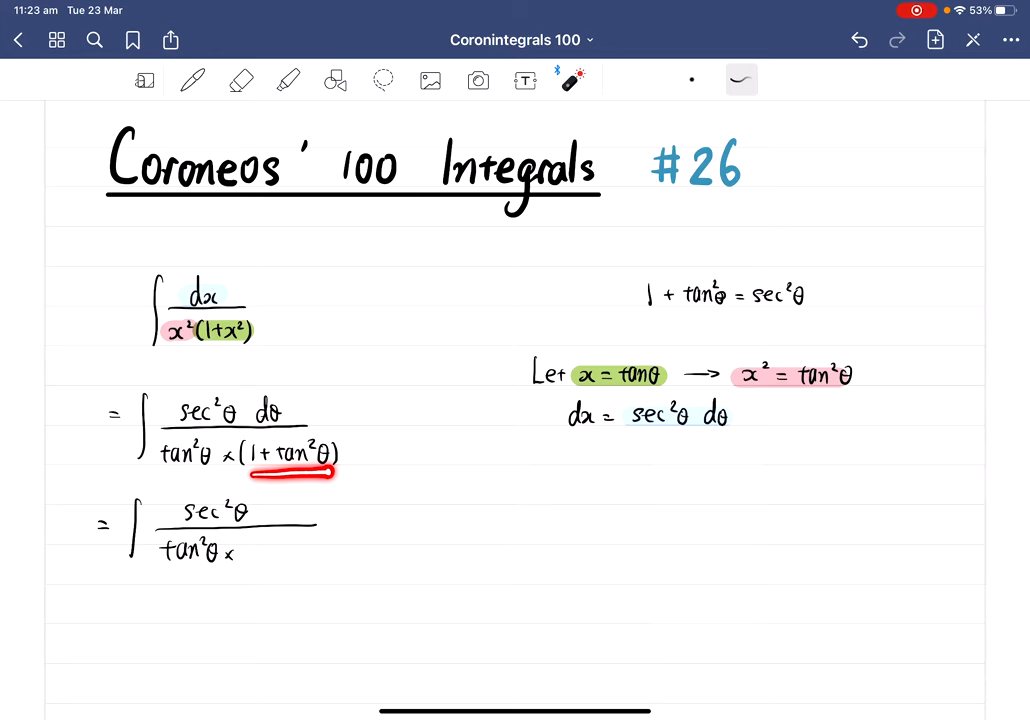 11:23 am Tue 23 Mar 53%
Coronintegrals 100
T
Coroneos' 100 Integrals #26
∫ dx / x²(1+x²)
1 + tan²θ = sec²θ
Let x = tanθ → x² = tan²θ
dx = sec²θ dθ
= ∫ sec²θ dθ / tan²θ × (1 + tan²θ)
= ∫ sec²θ / tan²θ ×